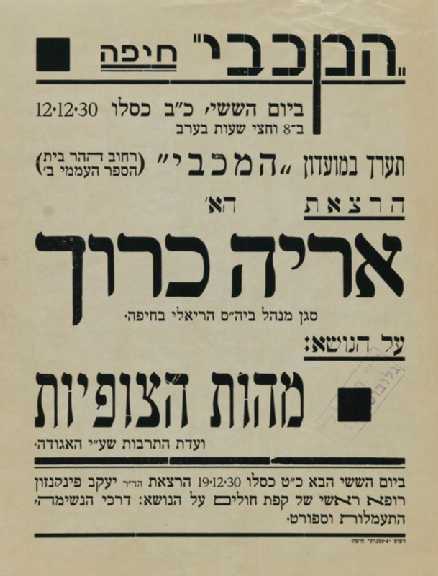 "המכבי" חיפה
ביום הששי, כ"ב כסלו 12·12·30
ב־8 וחצי שעות בערב
תערך במועדון "המכבי" (רחוב ההר בית
הספר העממי ב')
הרצאת הא'
אריה כרוך
סגן מנהל ביה"ס הריאלי בחיפה·
על הנושא:
מהות הצופיות
ועדת התרבות שע"י האגודה·
ביום הששי הבא כ"ט כסלו 19·12·30 הרצאת הד"ר יעקב פינקנזון
רופא ראשי של קפת חולים על הנושא: דרכי הנשימה,
התעמלות וספורט·